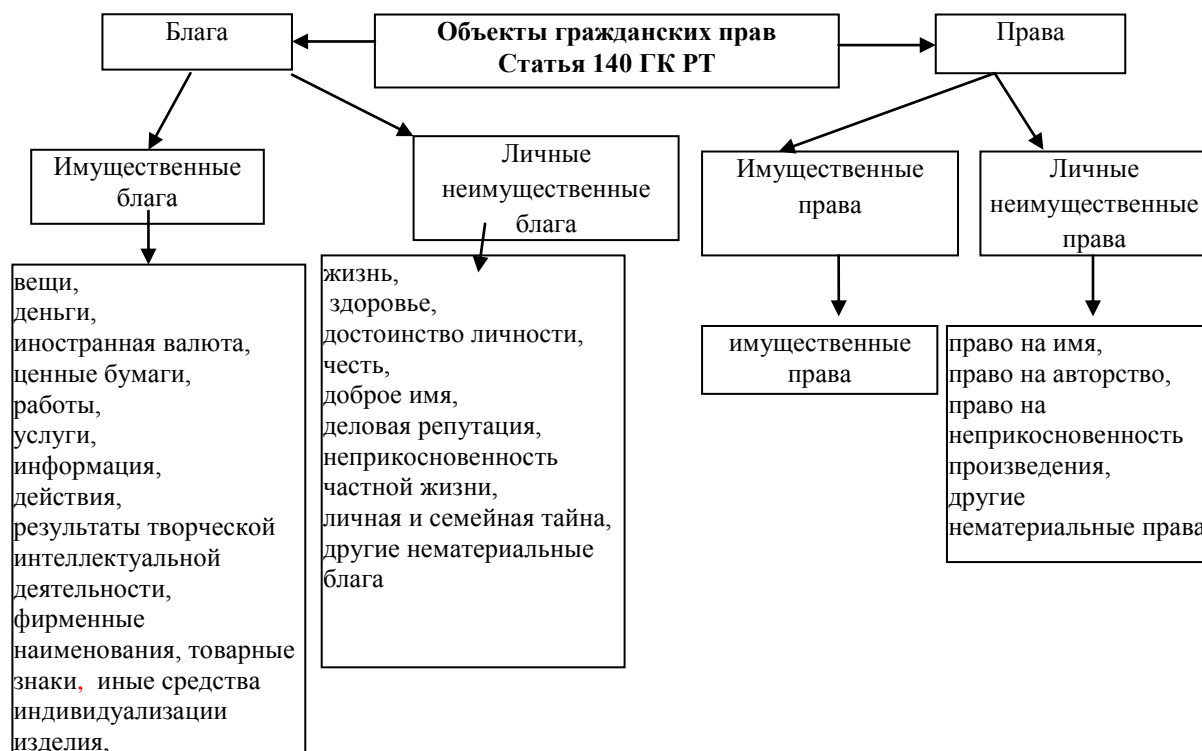 Блага
Объекты гражданских прав
Статья 140 ГК РТ
Права
Имущественные
блага
Личные
неимущественные
блага
Имущественные
права
Личные
неимущественные
права
вещи,
деньги,
иностранная валюта,
ценные бумаги,
работы,
услуги,
информация,
действия,
результаты творческой
интеллектуальной
деятельности,
фирменные
наименования, товарные
знаки, иные средства
индивидуализации
изделия,
жизнь,
здоровье,
достоинство личности,
честь,
доброе имя,
деловая репутация,
неприкосновенность
частной жизни,
личная и семейная тайна,
другие нематериальные
блага
имущественные
права
право на имя,
право на авторство,
право на
неприкосновенность
произведения,
другие
нематериальные права